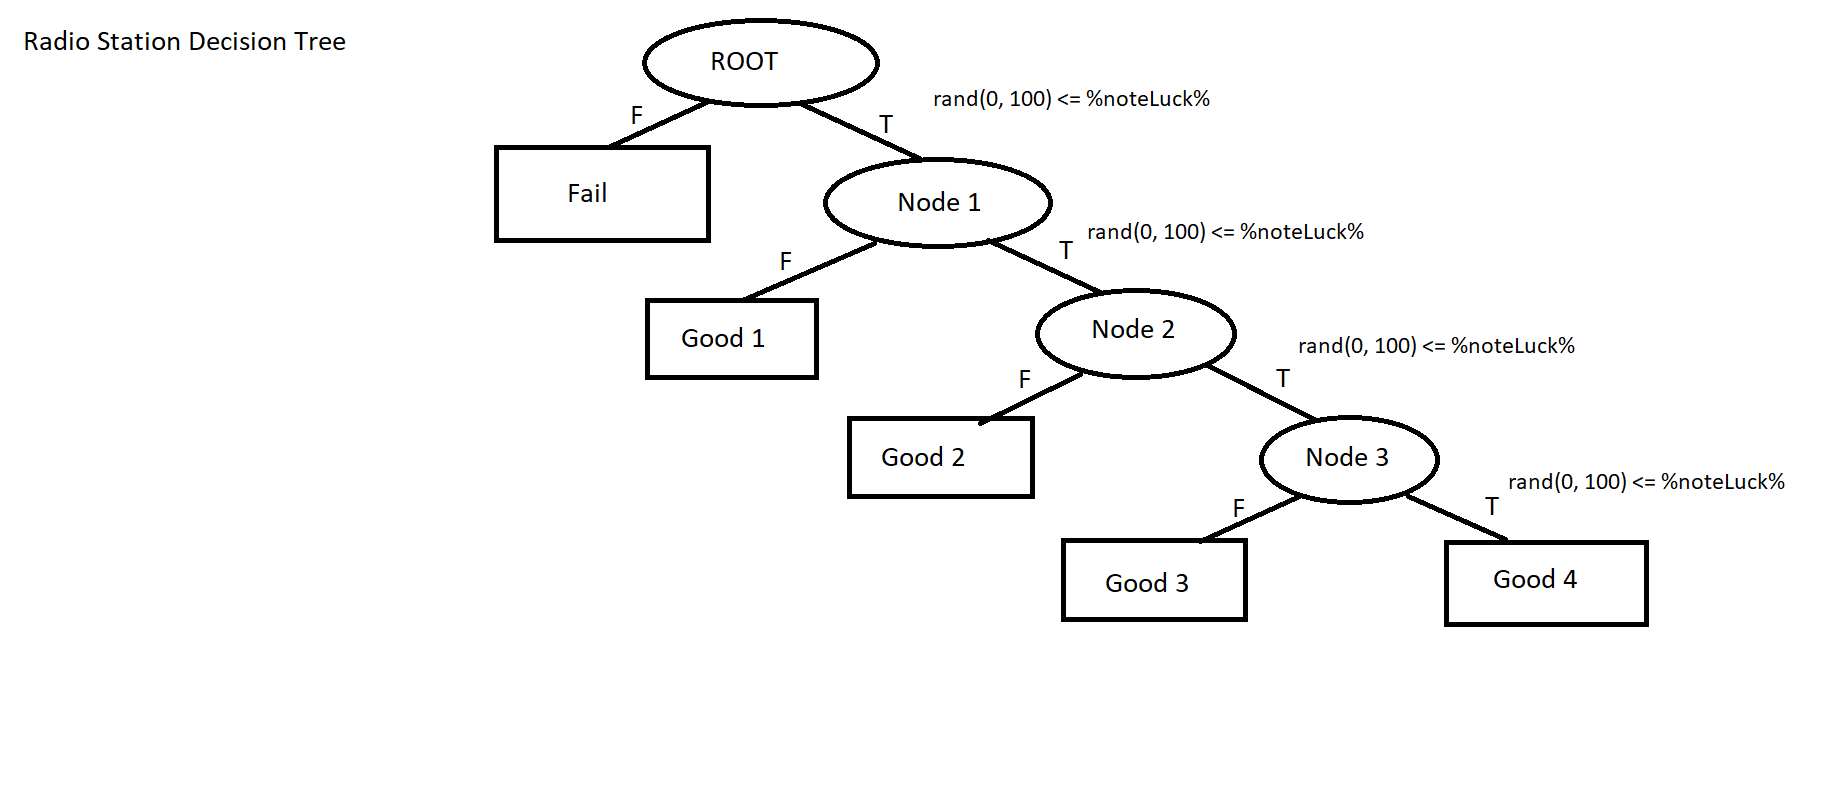 Radio Station Decision Tree
ROOT
rand(0, 100) <= %noteLuck%
F
T
Fail
Node 1
rand(0, 100) <= %noteLuck%
F
T
Good 1
Node 2
rand(0, 100) <= %noteLuck%
F
T
Good 2
Node 3
rand(0, 100) <= %noteLuck%
F
T
Good 3
Good 4